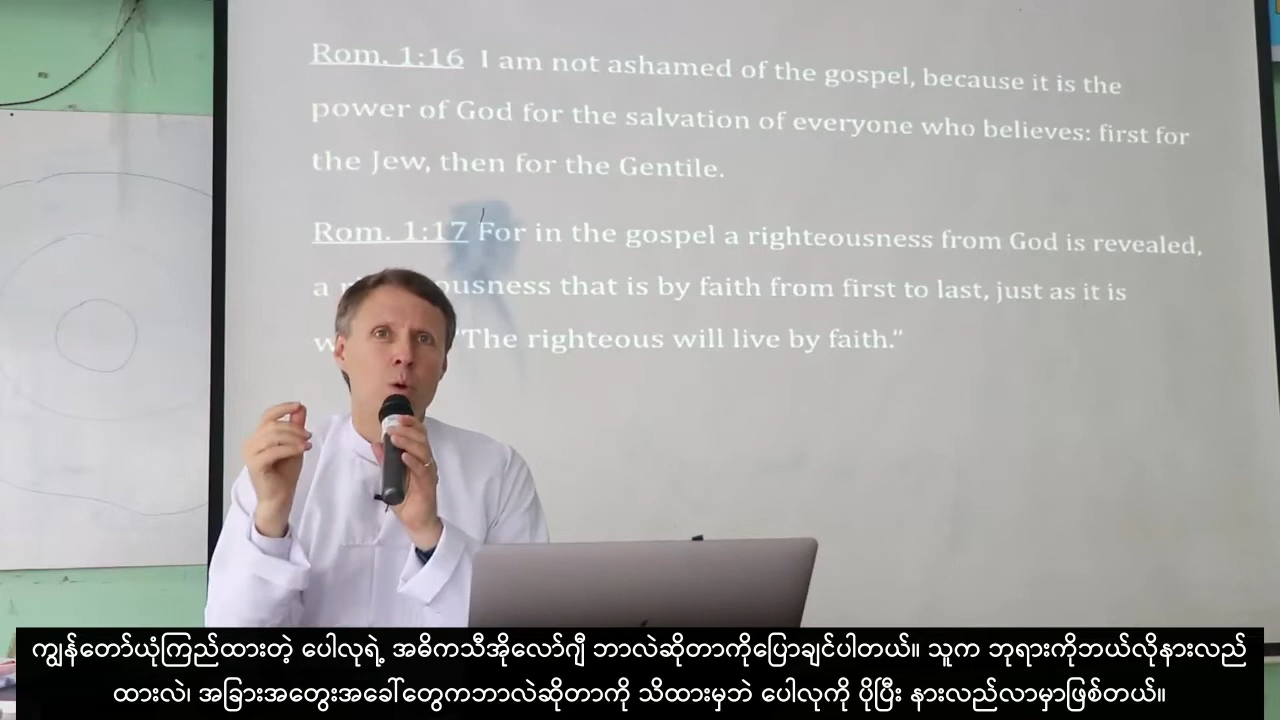 Rom. 1:16 I am not ashamed of the gospel, because it is the
power of God for the salvation of everyone who believes: first for
the Jew, then for the Gentile.
Rom. 1:17 For in the gospel a righteousness from God is revealed,
a ousness that is by faith from first to last, just as it is
"The righteous will live by faith."
ကျွန်တော်ယုံကြည်ထားတဲ့ ပေါလုရဲ့ အဓိကသီအိုလော်ဂျီ ဘာလဲဆိုတာကိုပြောချင်ပါတယ်။ သူက ဘုရားကိုဘယ်လိုနားလည်
ထားလဲ၊ အခြားအတွေးအခေါ်တွေကဘာလဲဆိုတာကို သိထားမှဘဲ ပေါလုကို ပိုပြီး နားလည်လာမှာဖြစ်တယ်။